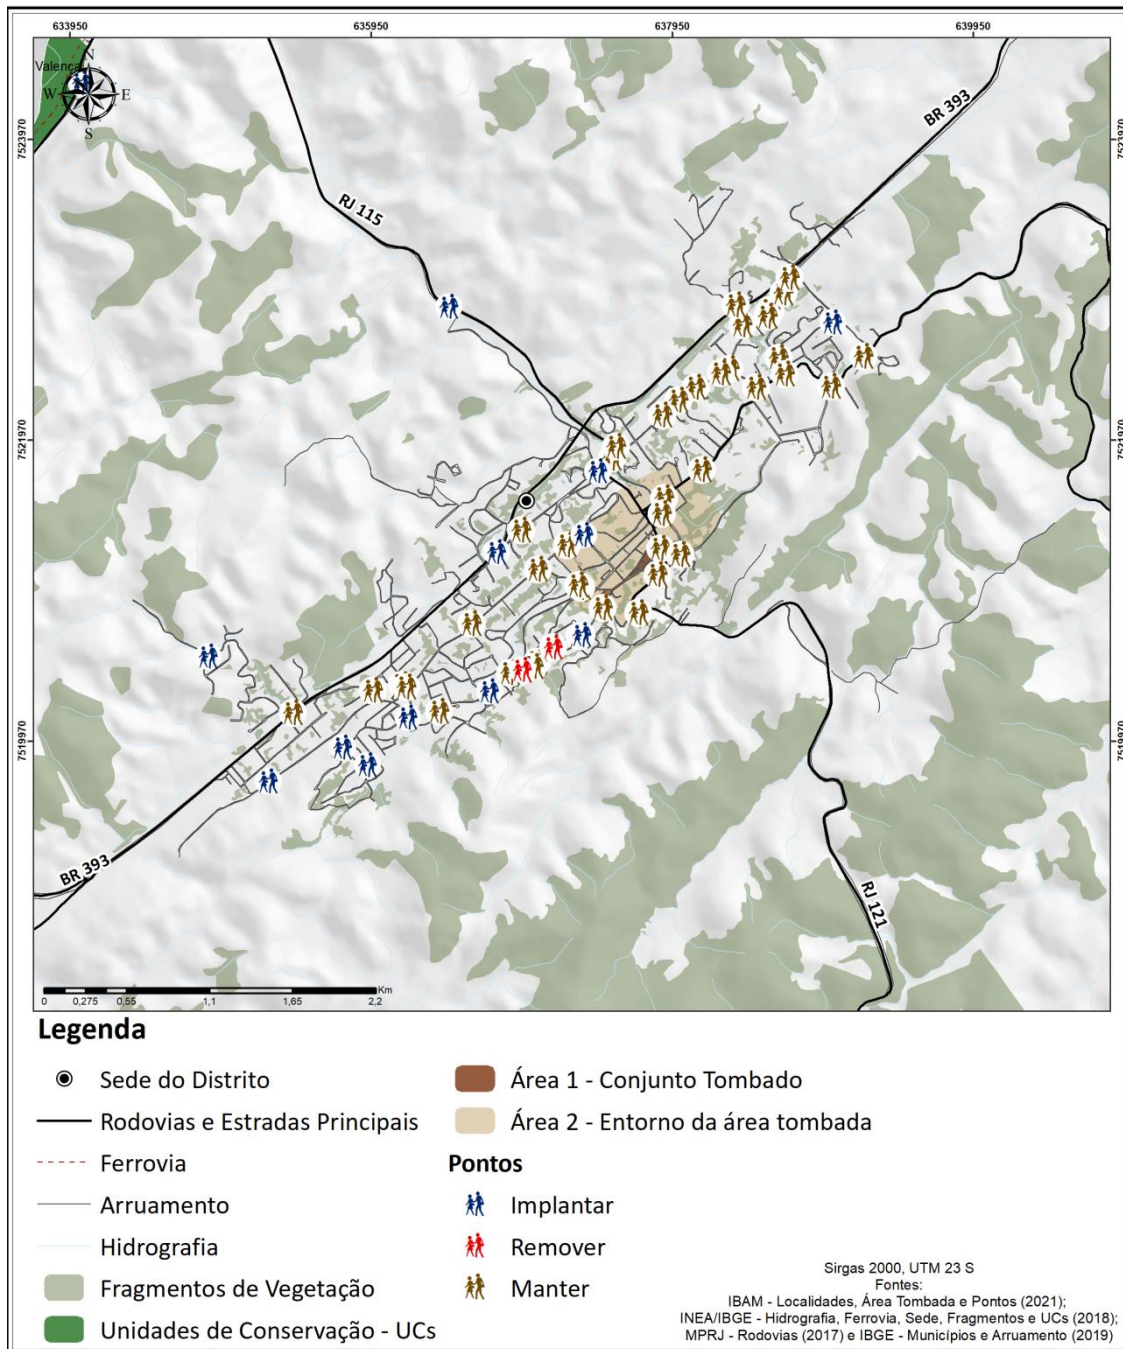 633950 635950 637950 639950
Valença
N
W E
S
7523970 7523970
BR 393
RJ 115
7521970 7521970
7519970 7519970
BR 393
RJ 121
0 0,275 0,55 1,1 1,65 2,2 Km
Legenda
Sede do Distrito
Rodovias e Estradas Principais
Ferrovia
Arruamento
Hidrografia
Fragmentos de Vegetação
Unidades de Conservação - UCs
Área 1 - Conjunto Tombado
Área 2 - Entorno da área tombada
Pontos
Implantar
Remover
Manter
Sirgas 2000, UTM 23 S
Fontes:
IBAM - Localidades, Área Tombada e Pontos (2021);
INEA/IBGE - Hidrografia, Ferrovia, Sede, Fragmentos e UCs (2018);
MPRJ - Rodovias (2017) e IBGE - Municípios e Arruamento (2019)